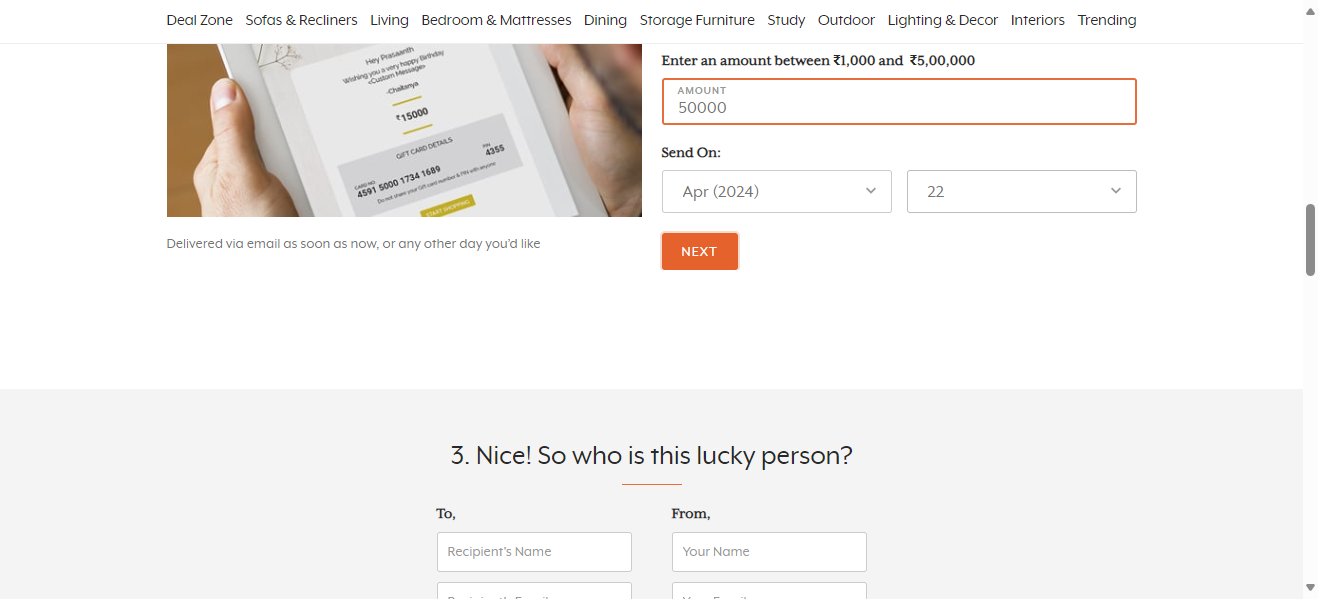 Deal Zone Sofas & Recliners Living Bedroom & Mattresses Dining Storage Furniture Study Outdoor Lighting & Decor Interiors Trending
Hey Prasaanth
Wishing you a very happy Birthday
<Custom Message>
-Chaitanya
₹15000
GIFT CARD DETAILS
CARD NO. PIN
4591 5000 1734 1689 4355
Do not share your Gift card number & PIN with anyone
START SHOPPING
Delivered via email as soon as now, or any other day you'd like
Enter an amount between ₹1,000 and ₹5,00,000
AMOUNT
50000
Send On:
Apr (2024) 22
NEXT
3. Nice! So who is this lucky person?
To, From,
Recipient's Name Your Name